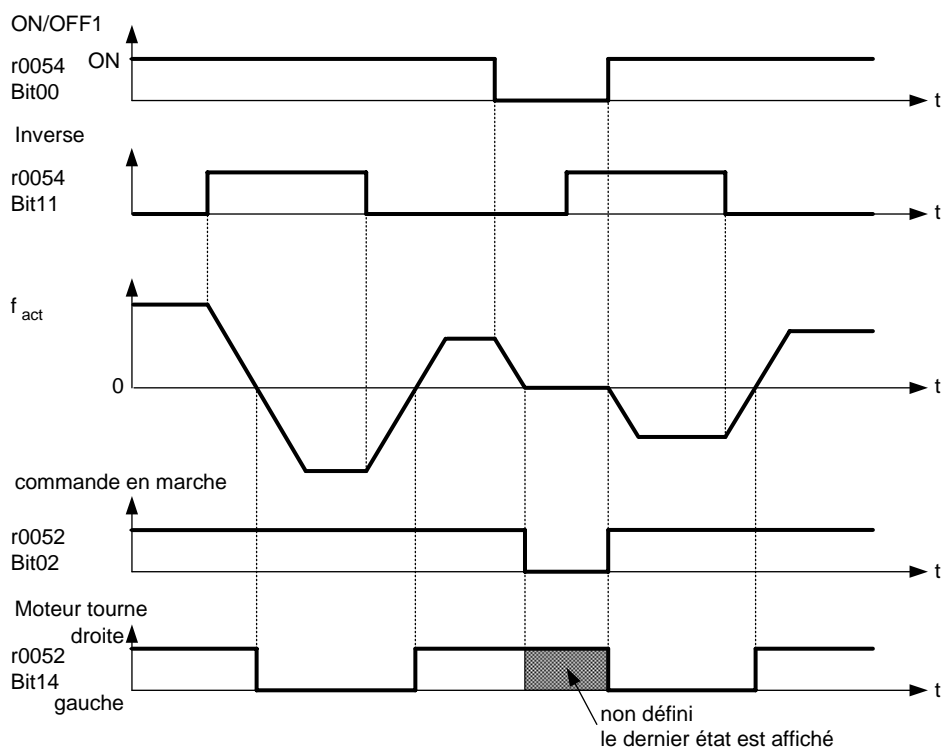 ON/OFF1
r0054
Bit00
ON
t
Inverse
r0054
Bit11
t
f act
0
t
commande en marche
r0052
Bit02
t
Moteur tourne
droite
r0052
Bit14
gauche
t
non défini
le dernier état est affiché